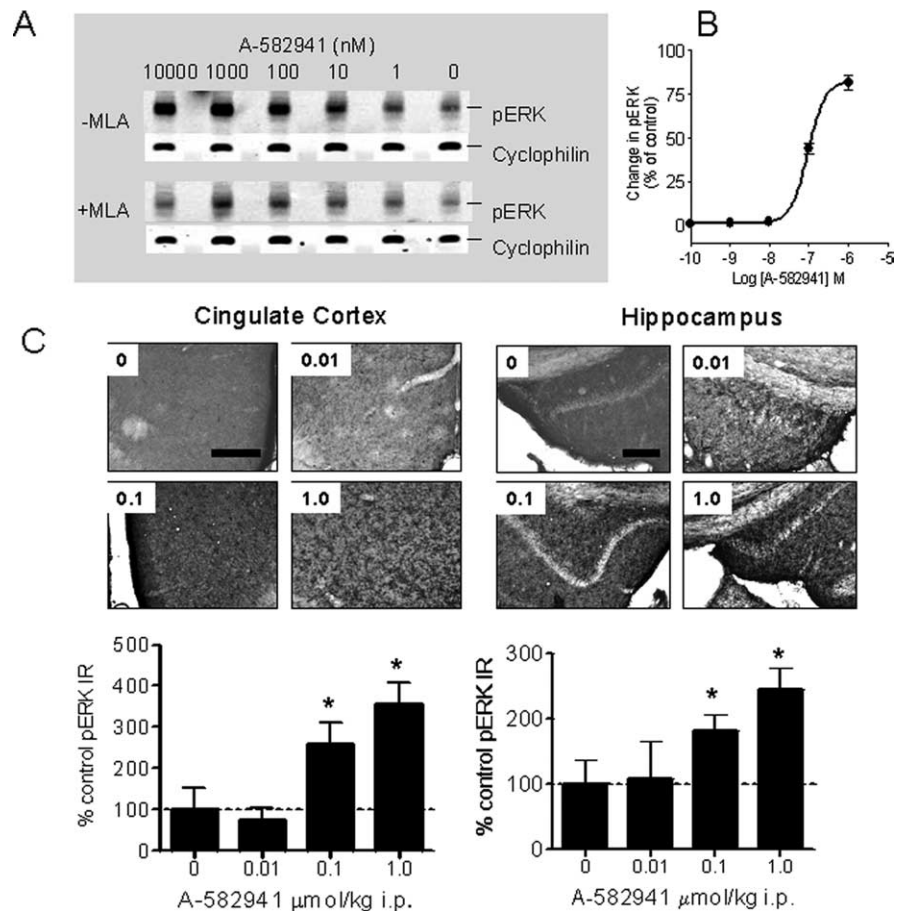 A
A-582941 (nM)
10000 1000 100 10 1 0
-MLA
pERK
Cyclophilin
+MLA
pERK
Cyclophilin
B
Change in pERK
(% of control)
100
75
50
25
0
-10 -9 -8 -7 -6 -5
Log [A-582941] M
C
Cingulate Cortex
0
0.01
0.1
1.0
Hippocampus
0
0.01
0.1
1.0
% control pERK IR
500
400
300
200
100
0
* *
0 0.01 0.1 1.0
A-582941 μmol/kg i.p.
% control pERK IR
300
200
100
0
* *
0 0.01 0.1 1.0
A-582941 μmol/kg i.p.